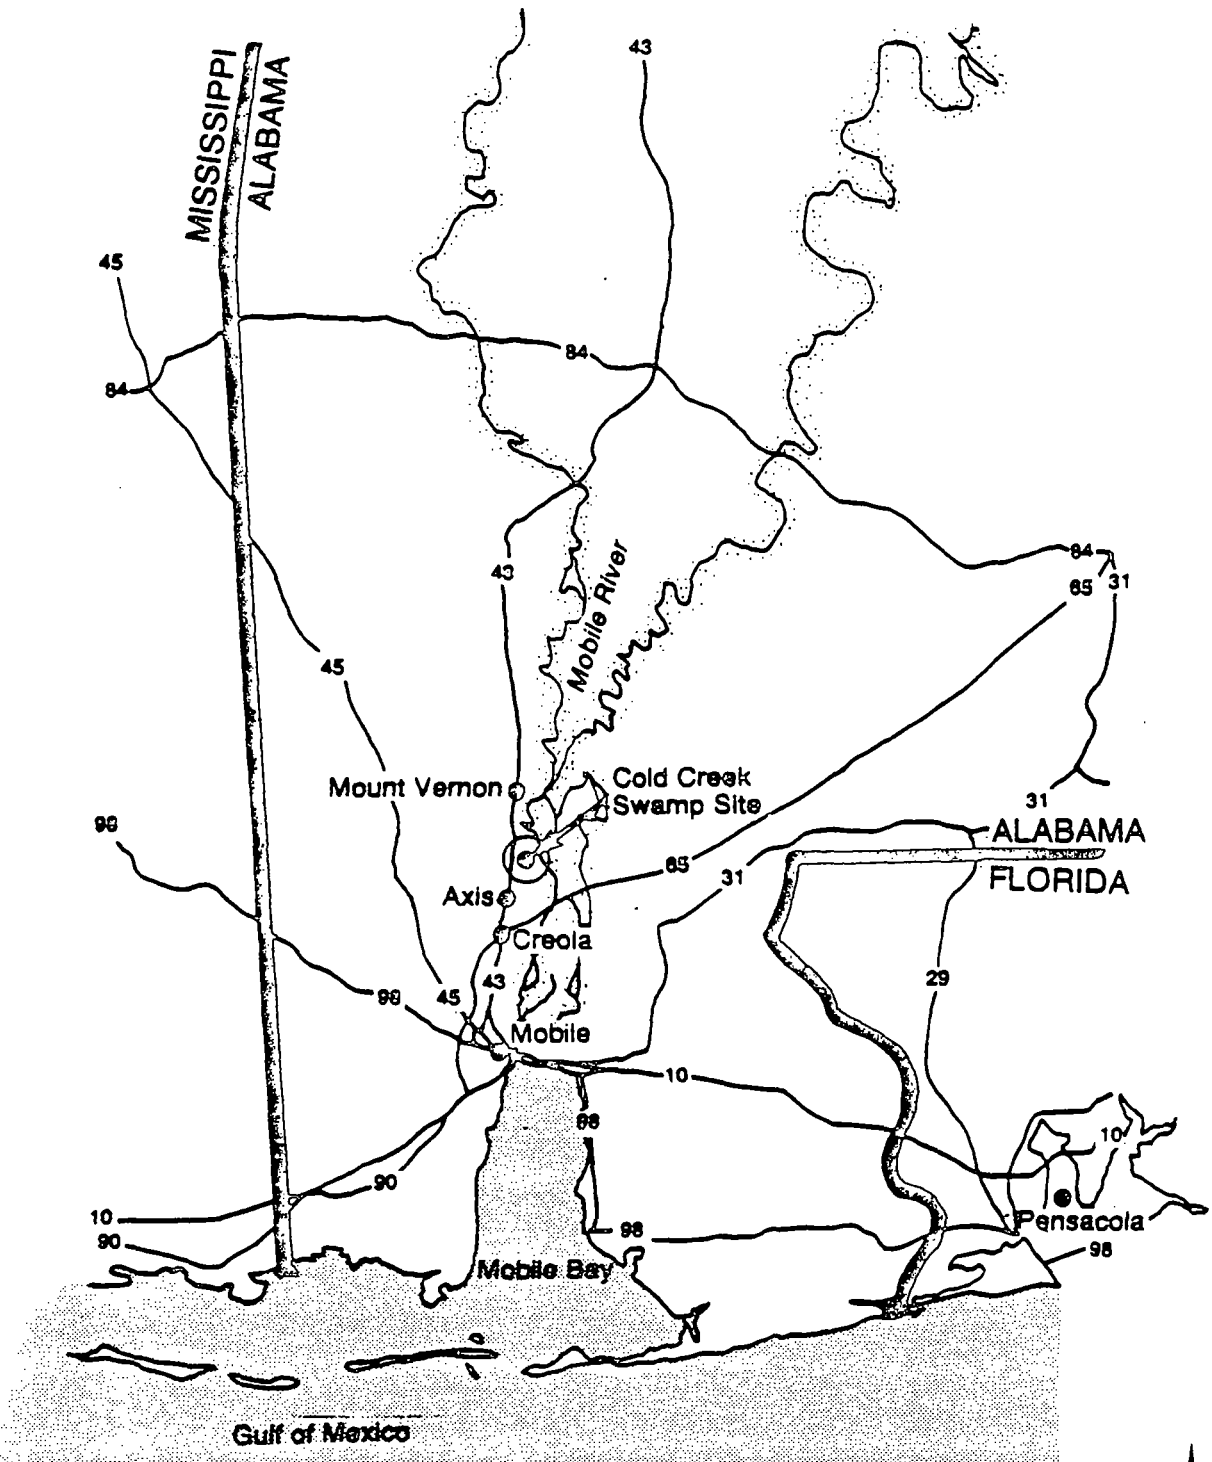 43
MISSISSIPPI
ALABAMA
45
84
84
84
65
31
43
Mobile River
45
Mount Vernon
Cold Creek
Swamp Site
31
98
ALABAMA
65
31
FLORIDA
Axis
Creola
29
43
98
45
Mobile
10
98
10
90
10
Pensacola
98
90
98
Mobile Bay
Gulf of Mexico